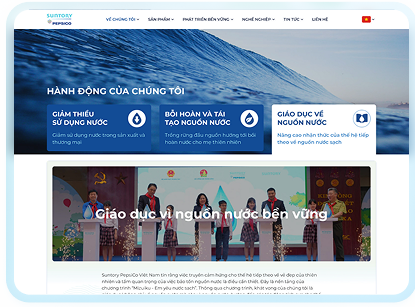 SUNTORY
PEPSICO
VỀ CHÚNG TÔI
SẢN PHẨM
PHÁT TRIỂN BỀN VỮNG
NGHỀ NGHIỆP
TIN TỨC
LIÊN HỆ
HÀNH ĐỘNG CỦA CHÚNG TÔI
GIẢM THIỂU
SỬ DỤNG NƯỚC
Giảm sử dụng nước trong sản xuất và
thương mại
BỒI HOÀN VÀ TÁI
TẠO NGUỒN NƯỚC
Trồng rừng đầu nguồn hướng tới bồi
hoàn nước cho mẹ thiên nhiên
GIÁO DỤC VỀ
NGUỒN NƯỚC
Nâng cao nhận thức của thế hệ tiếp
theo về nguồn nước sạch
Giáo dục vì nguồn nước bền vững
Suntory PepsiCo Việt Nam tin rằng việc truyền cảm hứng cho thế hệ tiếp theo về vẻ đẹp của thiên
nhiên và tầm quan trọng của việc bảo tồn nguồn nước là điều cần thiết. Đây là nền tảng của
chương trình "Mizuiku - Em yêu nước sạch". Thông qua chương trình, khát vọng của chúng tôi là